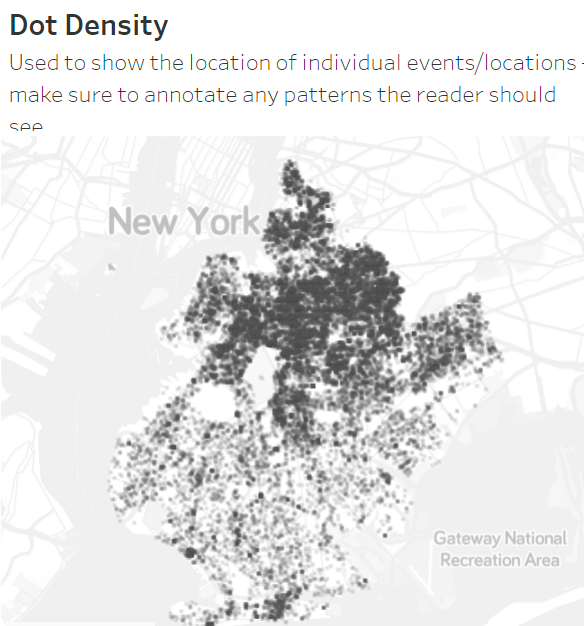 Dot Density
Used to show the location of individual events/locations -
make sure to annotate any patterns the reader should
see
New York
Gateway National
Recreation Area